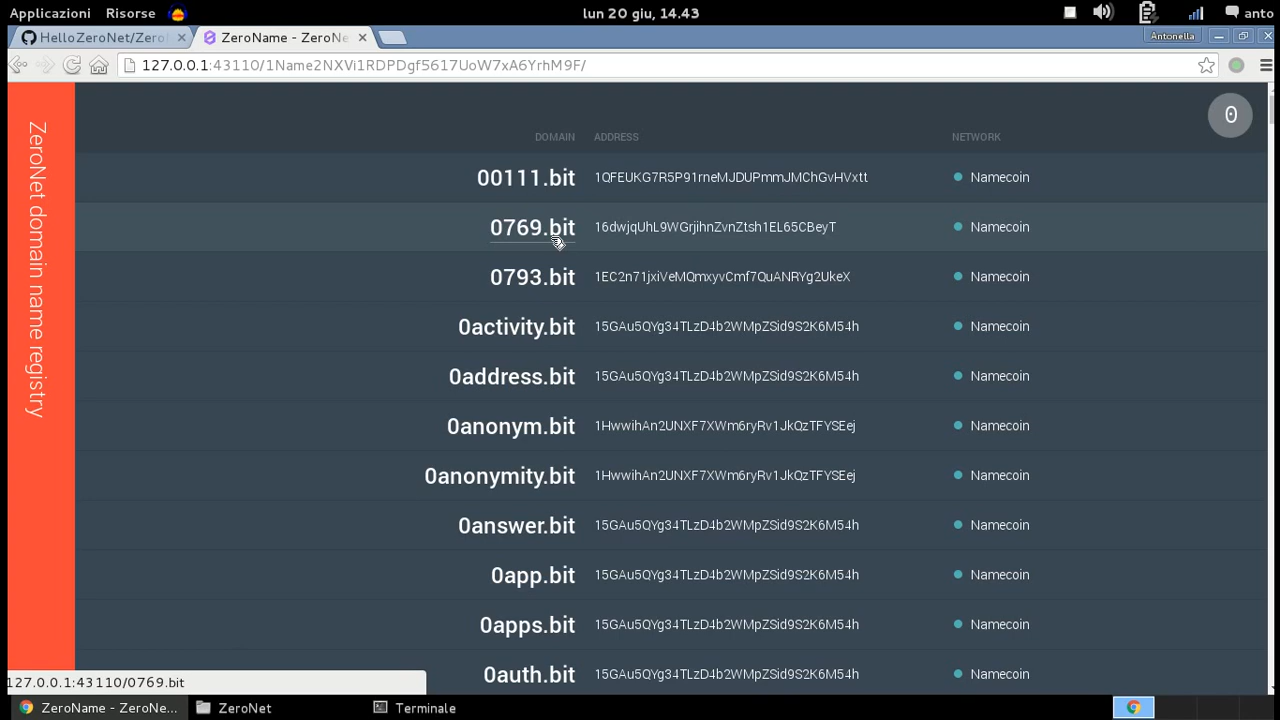 Applicazioni Risorse lun 20 giu, 14.43 anto
HelloZeroNet/Zero ZeroName - ZeroNe Antonella
127.0.0.1:43110/1Name2NXVi1RDPDgf5617UoW7xA6YrhM9F/
ZeroNet domain name registry
0
DOMAIN ADDRESS NETWORK
00111.bit 1QFEUKG7R5P91rneMJDUPmmJMChGvHVxtt Namecoin
0769.bit 16dwjqUhL9WGrjihnZvnZtsh1EL65CBeyT Namecoin
0793.bit 1EC2n71jxiVeMQmxyvCmf7QuANRYg2UkeX Namecoin
0activity.bit 15GAu5QYg34TLzD4b2WMpZSid9S2K6M54h Namecoin
0address.bit 15GAu5QYg34TLzD4b2WMpZSid9S2K6M54h Namecoin
0anonym.bit 1HwwihAn2UNXF7XWm6ryRv1JkQzTFYSEej Namecoin
0anonymity.bit 1HwwihAn2UNXF7XWm6ryRv1JkQzTFYSEej Namecoin
0answer.bit 15GAu5QYg34TLzD4b2WMpZSid9S2K6M54h Namecoin
0app.bit 15GAu5QYg34TLzD4b2WMpZSid9S2K6M54h Namecoin
0apps.bit 15GAu5QYg34TLzD4b2WMpZSid9S2K6M54h Namecoin
0auth.bit 15GAu5QYg34TLzD4b2WMpZSid9S2K6M54h Namecoin
127.0.0.1:43110/0769.bit
ZeroName - ZeroNe... ZeroNet Terminale